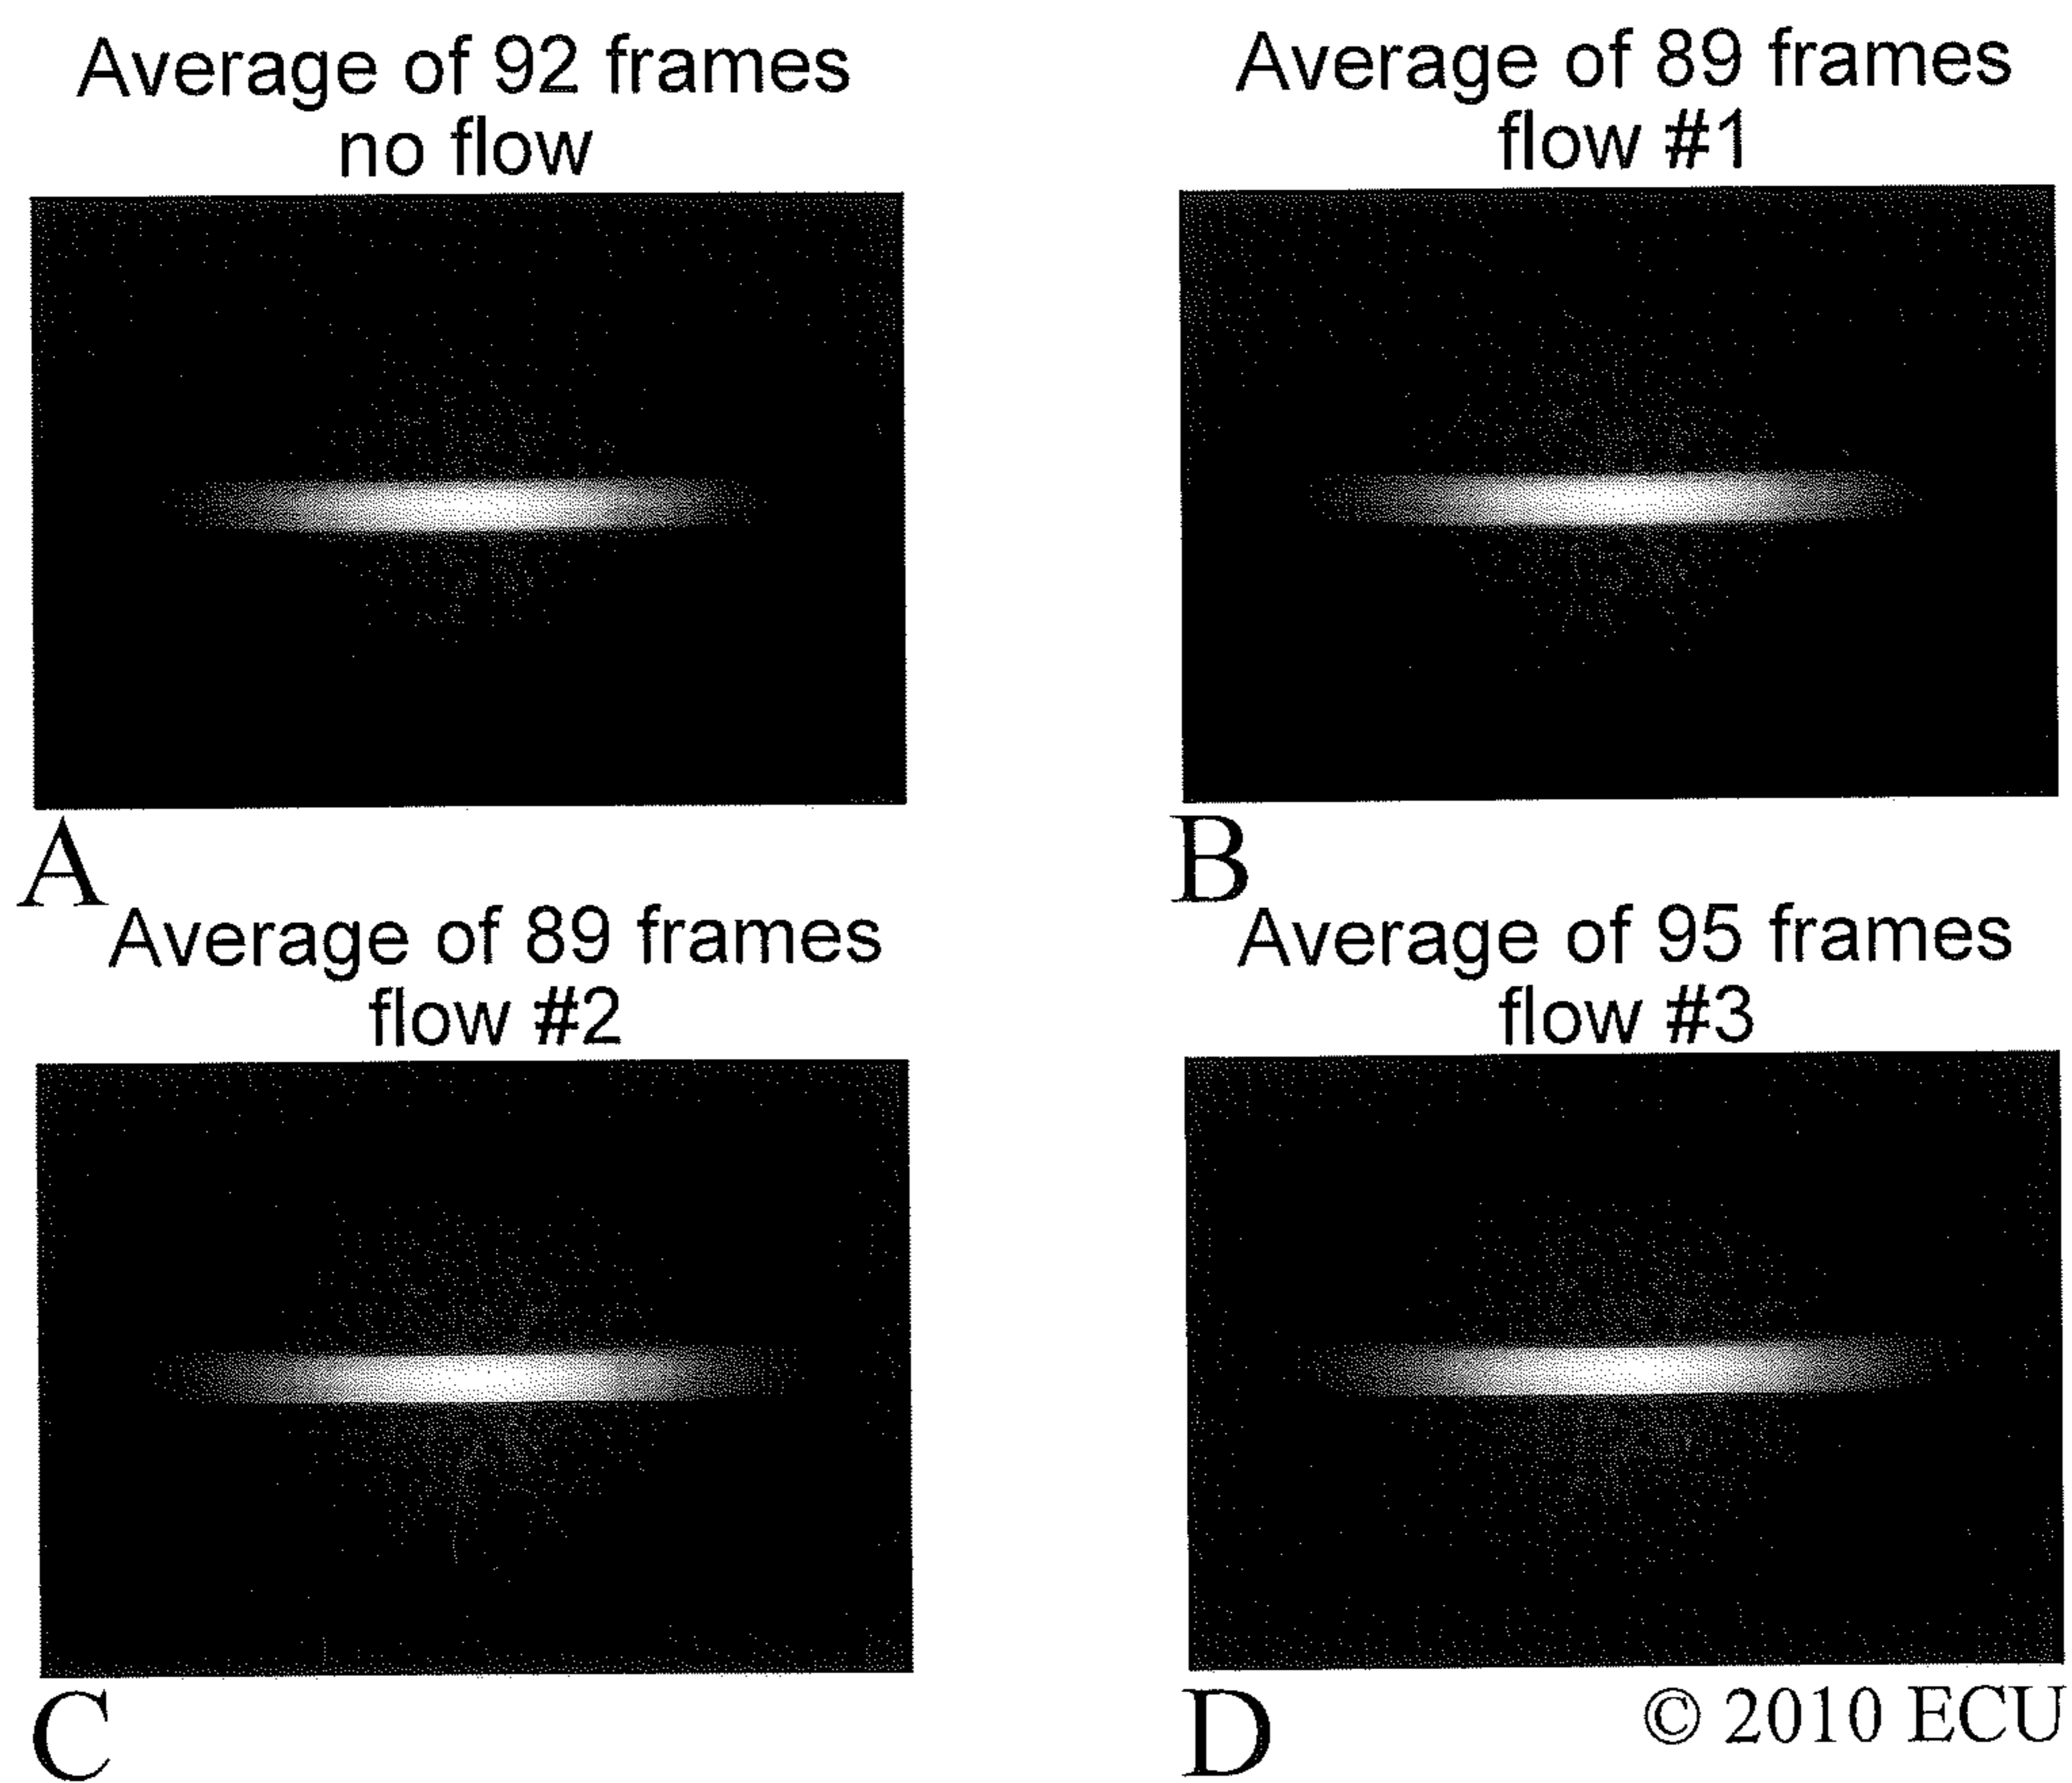 Average of 92 frames
no flow
Average of 89 frames
flow #1
A
B
Average of 89 frames
flow #2
Average of 95 frames
flow #3
C
D
© 2010 ECU